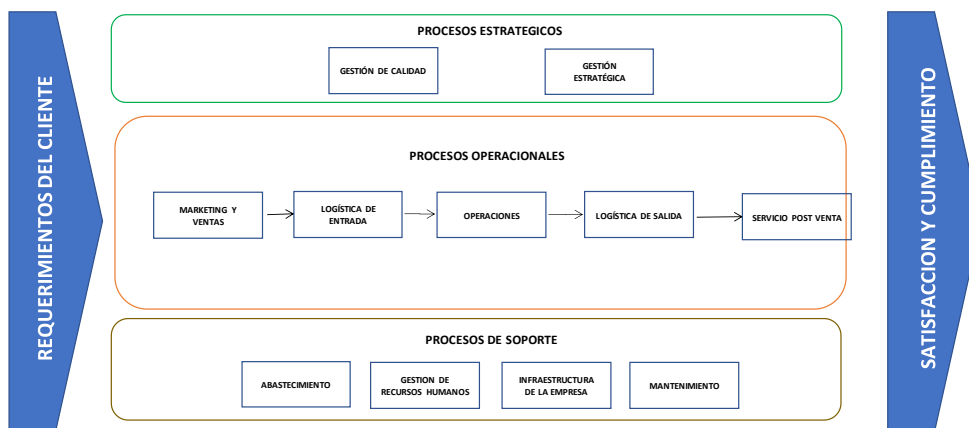 REQUERIMIENTOS DEL CLIENTE
PROCESOS ESTRATEGICOS
GESTIÓN DE CALIDAD
GESTIÓN
ESTRATÉGICA
PROCESOS OPERACIONALES
MARKETING Y
VENTAS
LOGÍSTICA DE
ENTRADA
OPERACIONES
LOGÍSTICA DE SALIDA
SERVICIO POST VENTA
PROCESOS DE SOPORTE
ABASTECIMIENTO
GESTION DE
RECURSOS HUMANOS
INFRAESTRUCTURA
DE LA EMPRESA
MANTENIMIENTO
SATISFACCION Y CUMPLIMIENTO